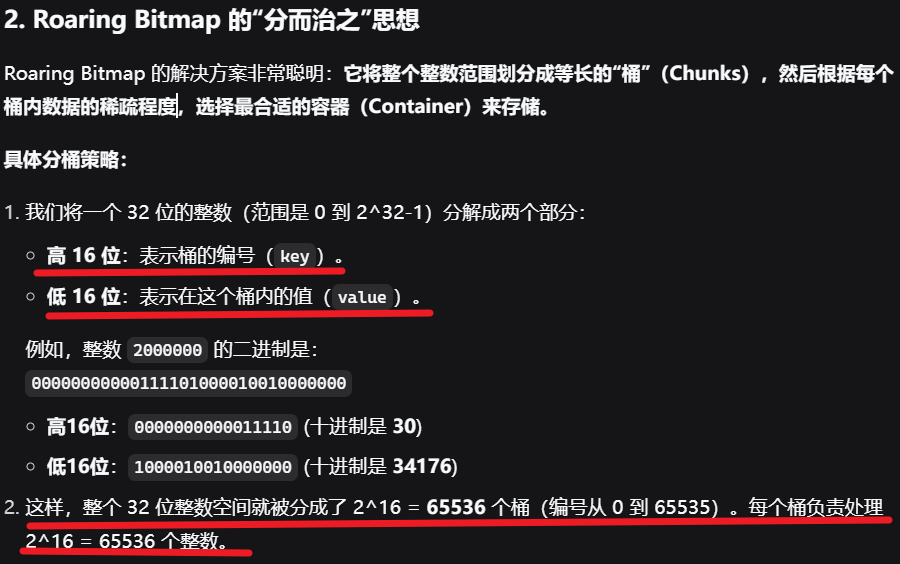 2. Roaring Bitmap 的“分而治之”思想
Roaring Bitmap 的解决方案非常聪明：它将整个整数范围划分成等长的“桶”（Chunks），然后根据每个
桶内数据的稀疏程度，选择最合适的容器（Container）来存储。
具体分桶策略：
1. 我们将一个 32 位的整数（范围是 0 到 2^32-1）分解成两个部分：
○ 高 16 位：表示桶的编号（key）。
○ 低 16 位：表示在这个桶内的值（value）。
例如，整数 2000000 的二进制是：
00000000000111101000010010000000
○ 高16位：0000000000011110 (十进制是 30)
○ 低16位：1000010010000000 (十进制是 34176)
2. 这样，整个 32 位整数空间就被分成了 2^16 = 65536 个桶（编号从 0 到 65535）。每个桶负责处理
2^16 = 65536 个整数。